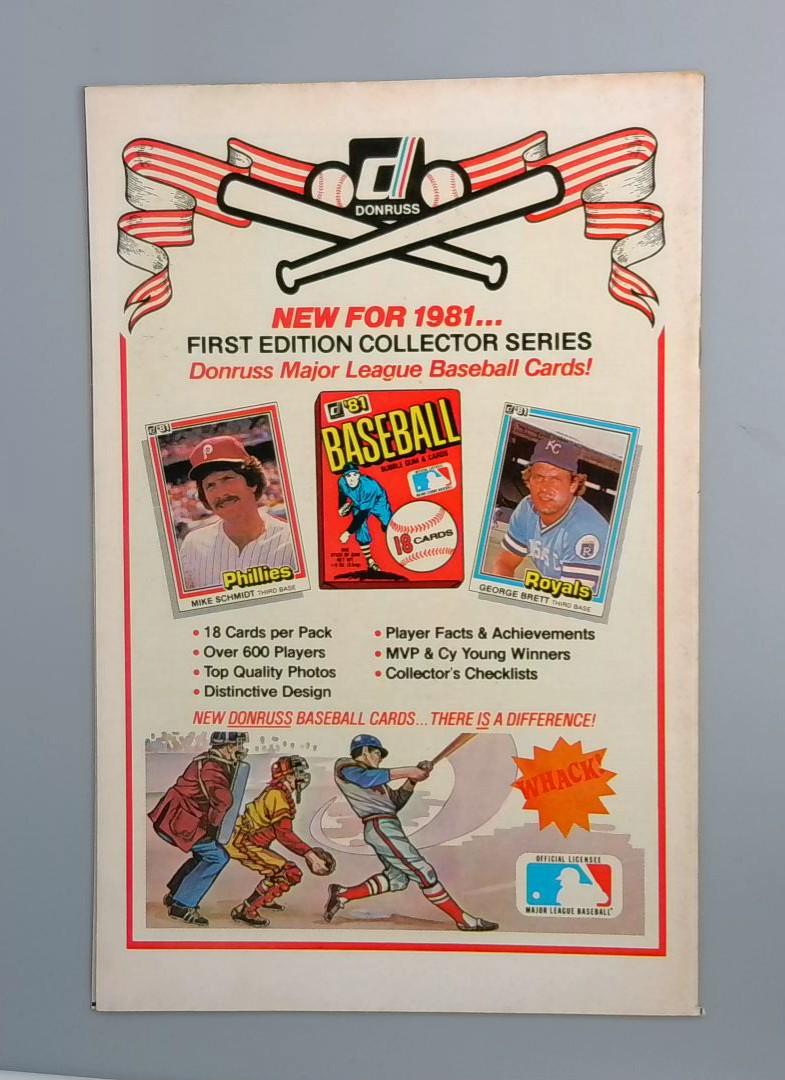 d
DONRUSS
NEW FOR 1981...
FIRST EDITION COLLECTOR SERIES
Donruss Major League Baseball Cards!
d '81
P
Phillies
MIKE SCHMIDT THIRD BASE
d '81
BASEBALL
BUBBLE GUM & CARDS
18 CARDS
d '81
KC
R
Royals
GEORGE BRETT THIRD BASE
• 18 Cards per Pack
• Over 600 Players
• Top Quality Photos
• Distinctive Design
• Player Facts & Achievements
• MVP & Cy Young Winners
• Collector's Checklists
NEW DONRUSS BASEBALL CARDS...THERE IS A DIFFERENCE!
WHACK!
OFFICIAL LICENSEE
MAJOR LEAGUE BASEBALL